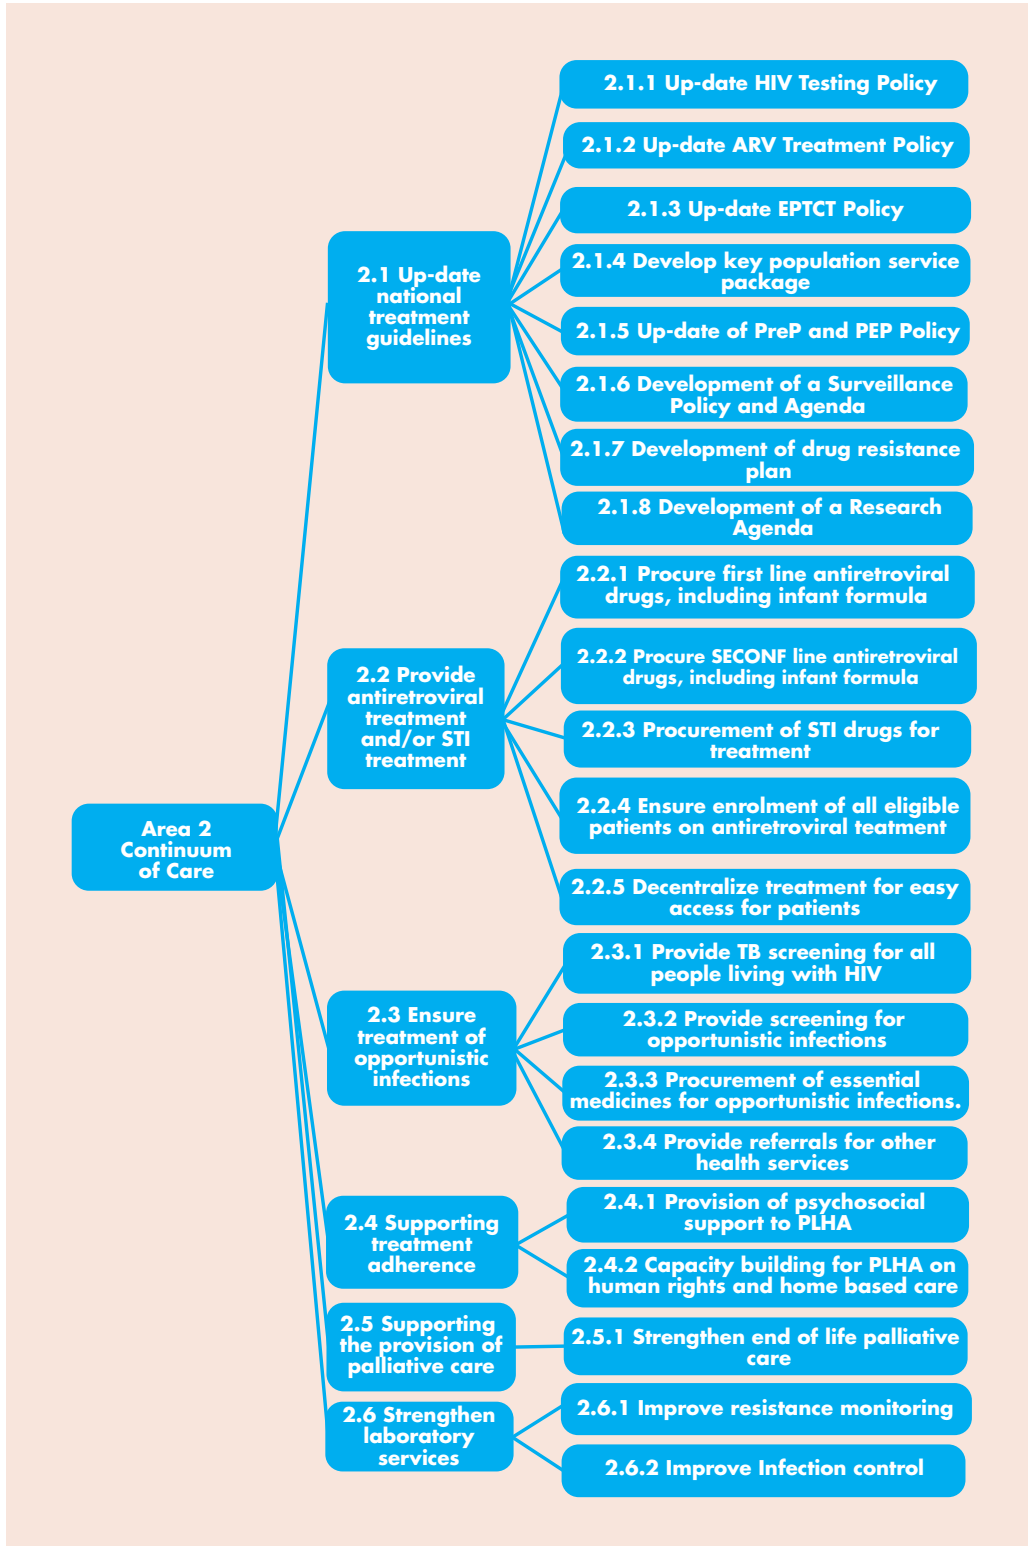 2.1.1 Up-date HIV Testing Policy
2.1.2 Up-date ARV Treatment Policy
2.1.3 Up-date EPTCT Policy
2.1 Up-date
national
treatment
guidelines
2.1.4 Develop key population service
package
2.1.5 Up-date of PreP and PEP Policy
2.1.6 Development of a Surveillance
Policy and Agenda
2.1.7 Development of drug resistance
plan
2.1.8 Development of a Research
Agenda
2.2.1 Procure first line antiretroviral
drugs, including infant formula
2.2 Provide
antiretroviral
treatment
and/or STI
treatment
2.2.2 Procure SECONF line antiretroviral
drugs, including infant formula
2.2.3 Procurement of STI drugs for
treatment
2.2.4 Ensure enrolment of all eligible
patients on antiretroviral teatment
Area 2
Continuum
of Care
2.2.5 Decentralize treatment for easy
access for patients
2.3.1 Provide TB screening for all
people living with HIV
2.3 Ensure
treatment of
opportunistic
infections
2.3.2 Provide screening for
opportunistic infections
2.3.3 Procurement of essential
medicines for opportunistic infections.
2.3.4 Provide referrals for other
health services
2.4 Supporting
treatment
adherence
2.4.1 Provision of psychosocial
support to PLHA
2.4.2 Capacity building for PLHA on
human rights and home based care
2.5 Supporting
the provision of
palliative care
2.5.1 Strengthen end of life palliative
care
2.6 Strengthen
laboratory
services
2.6.1 Improve resistance monitoring
2.6.2 Improve Infection control